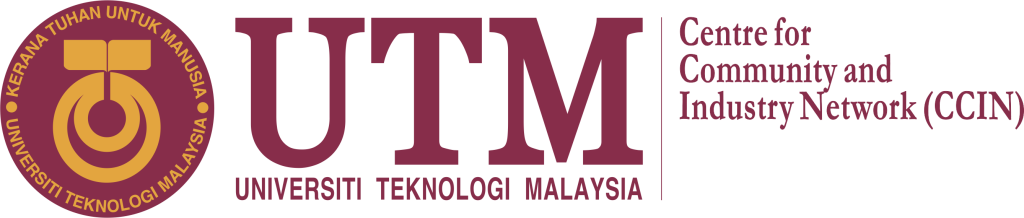 KERANA TUHAN UNTUK MANUSIA
UNIVERSITI TEKNOLOGI MALAYSIA
UTM
UNIVERSITI TEKNOLOGI MALAYSIA
Centre for
Community and
Industry Network (CCIN)